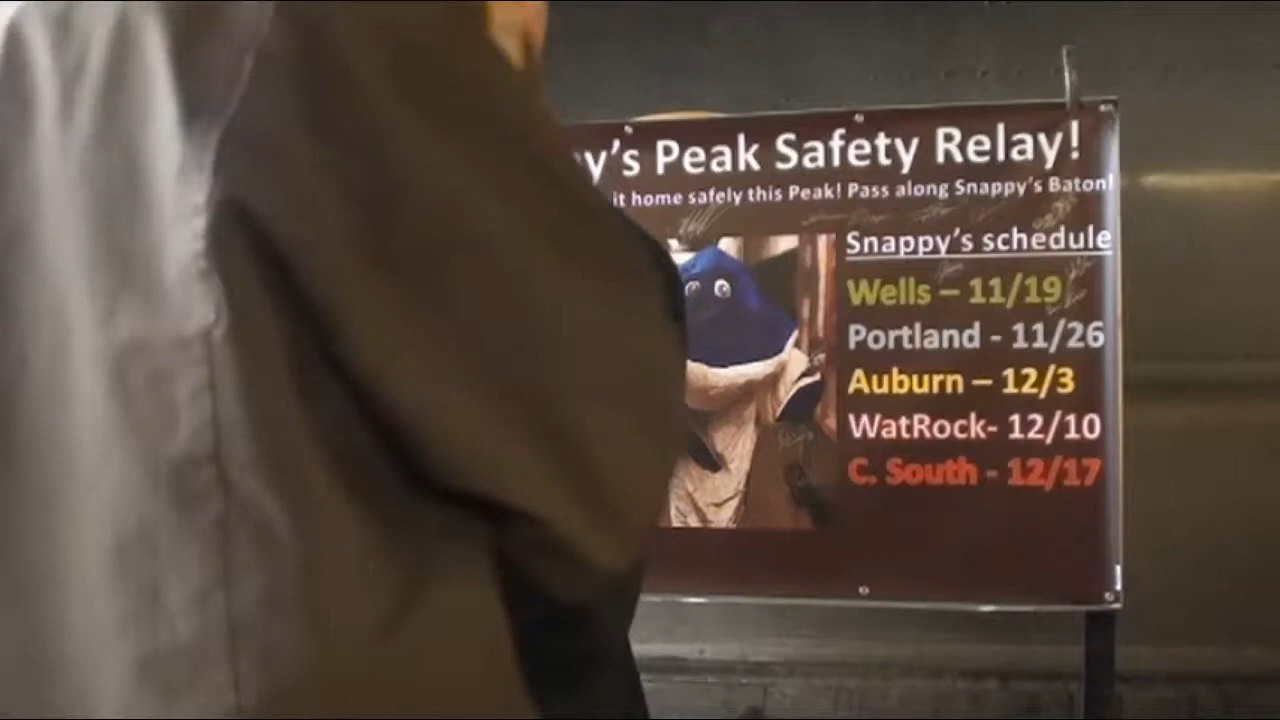 y's Peak Safety Relay!
it home safely this Peak! Pass along Snappy's Baton!
Snappy's schedule
Wells – 11/19
Portland - 11/26
Auburn – 12/3
WatRock- 12/10
C. South - 12/17